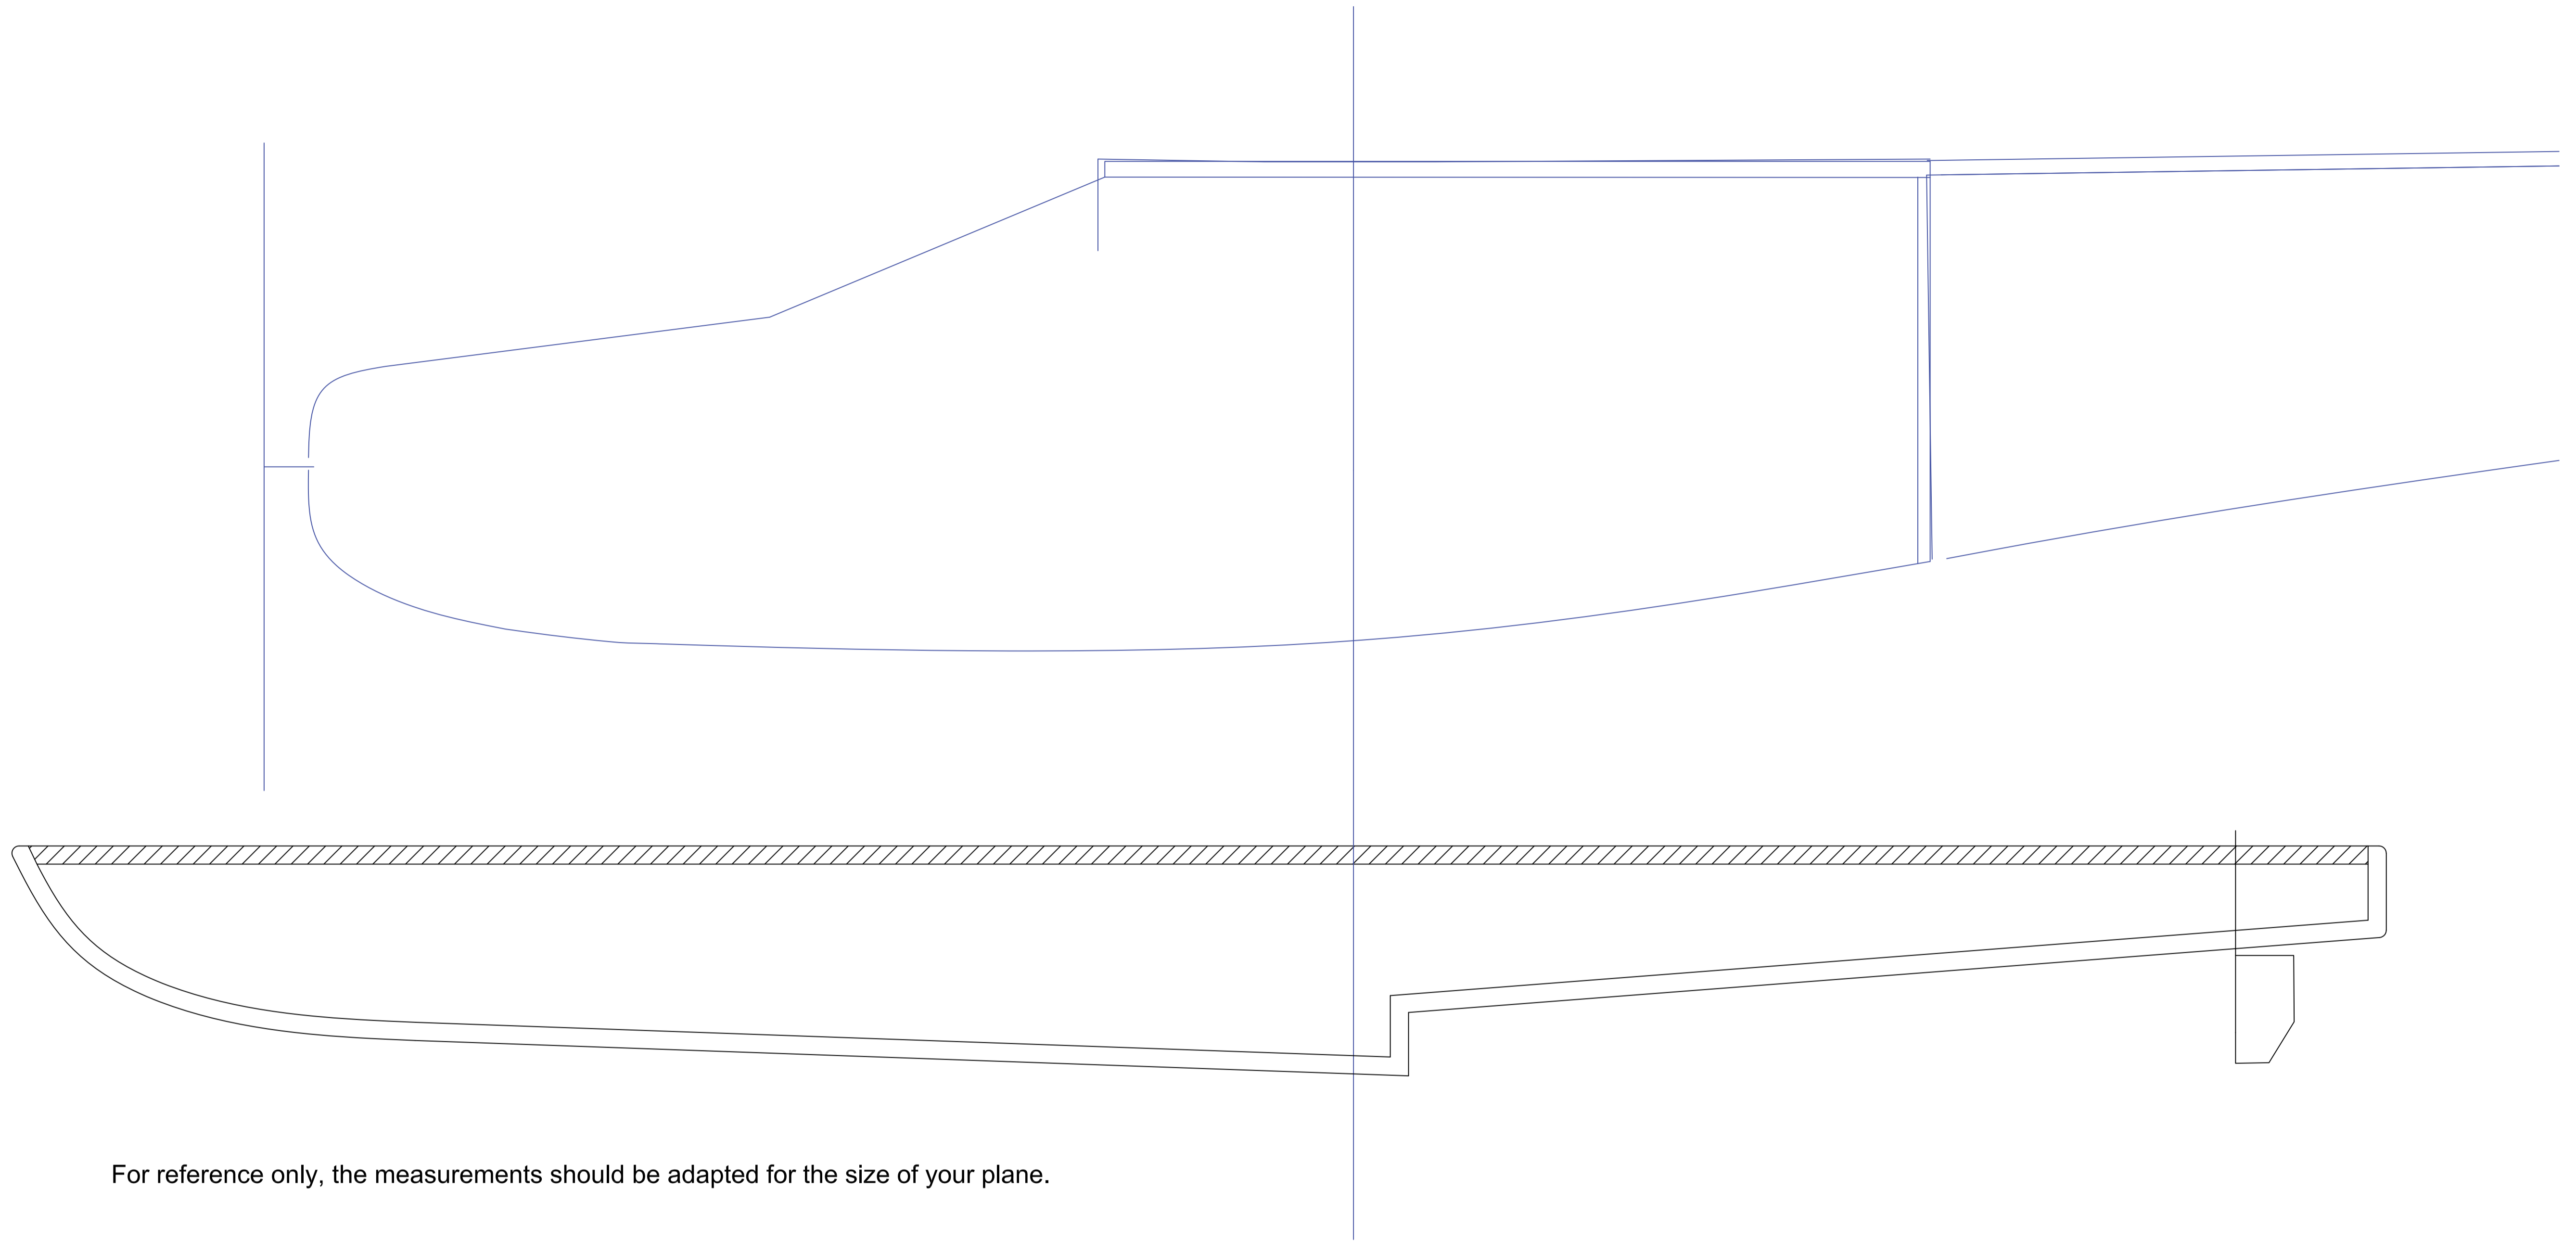 For reference only, the measurements should be adapted for the size of your plane.